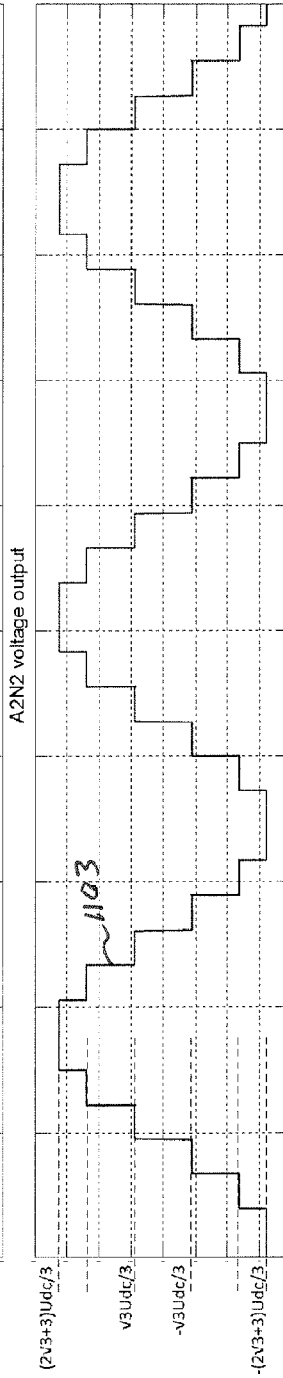 A2N2 voltage output
(2√3+3)Udc/3
√3Udc/3
-√3Udc/3
-(2√3+3)Udc/3
1103